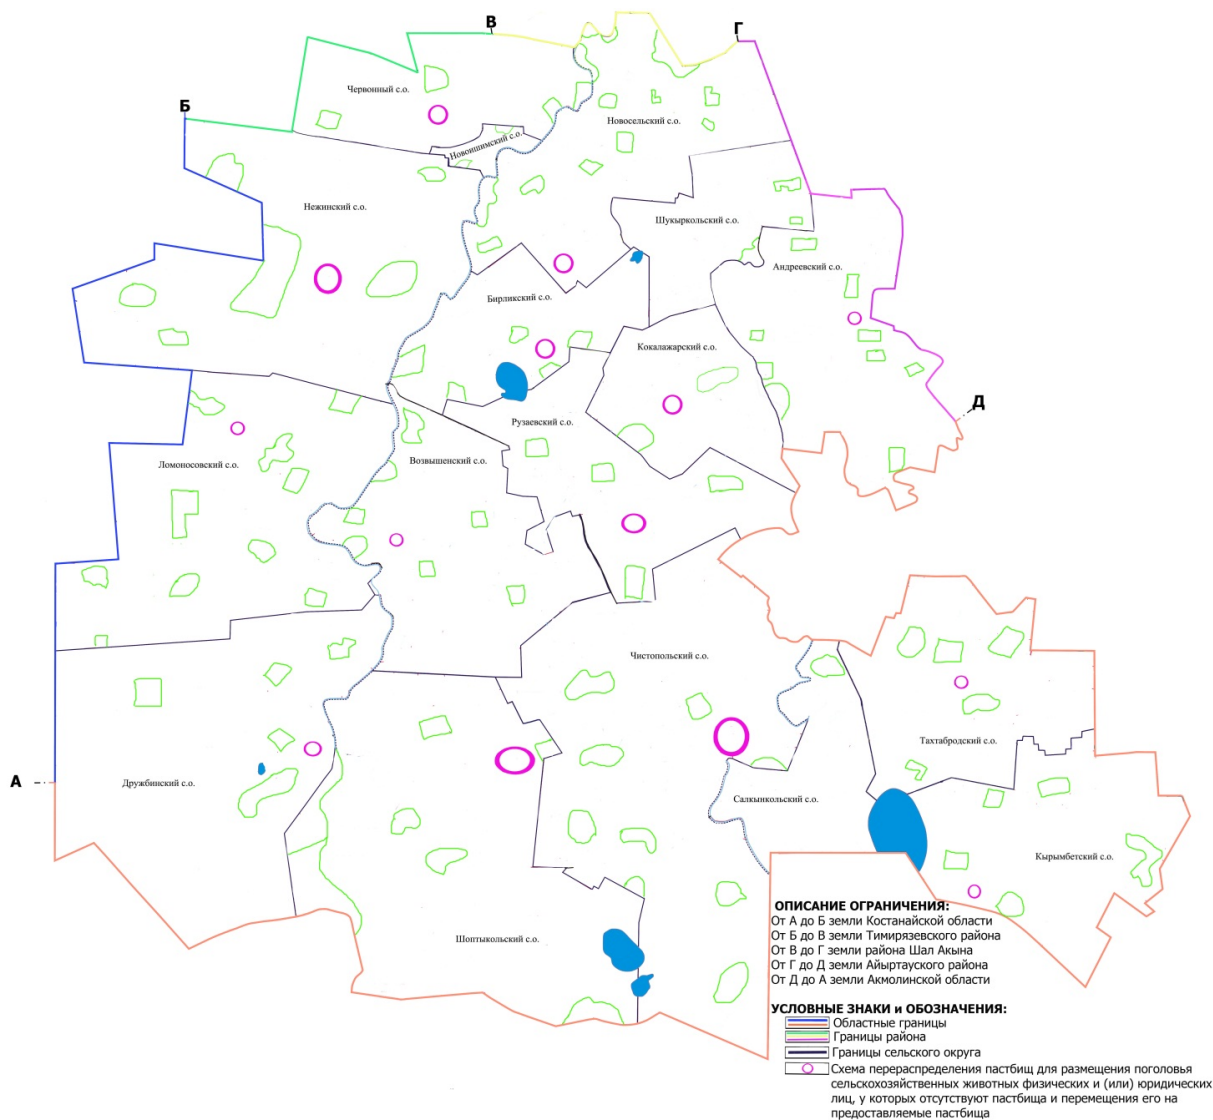 В
Г
Б
Червонный с.о.
Новосельский с.о.
Новоишимский с.о.
Нежинский с.о.
Шукыркольский с.о.
Андреевский с.о.
Бирликский с.о.
Кокалажарский с.о.
Д
Рузаевский с.о.
Ломоносовский с.о.
Возвышенский с.о.
Чистопольский с.о.
Тахтабродский с.о.
А
Дружбинский с.о.
Салкынкольский с.о.
Кырымбетский с.о.
Шоптыкольский с.о.
ОПИСАНИЕ ОГРАНИЧЕНИЯ:
От А до Б земли Костанайской области
От Б до В земли Тимирязевского района
От В до Г земли района Шал Акына
От Г до Д земли Айыртауского района
От Д до А земли Акмолинской области
УСЛОВНЫЕ ЗНАКИ и ОБОЗНАЧЕНИЯ:
Областные границы
Границы района
Границы сельского округа
Схема перераспределения пастбищ для размещения поголовья
сельскохозяйственных животных физических и (или) юридических
лиц, у которых отсутствуют пастбища и перемещения его на
предоставляемые пастбища